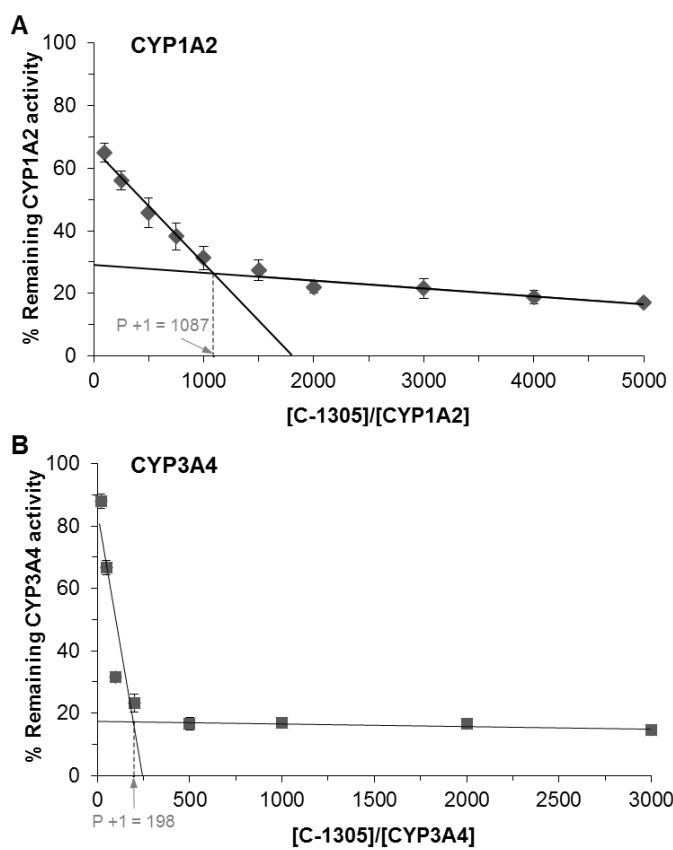 A
CYP1A2
% Remaining CYP1A2 activity
100
80
60
40
20
0
P +1 = 1087
0 1000 2000 3000 4000 5000
[C-1305]/[CYP1A2]
B
CYP3A4
% Remaining CYP3A4 activity
100
80
60
40
20
0
0 500 1000 1500 2000 2500 3000
P +1 = 198
[C-1305]/[CYP3A4]